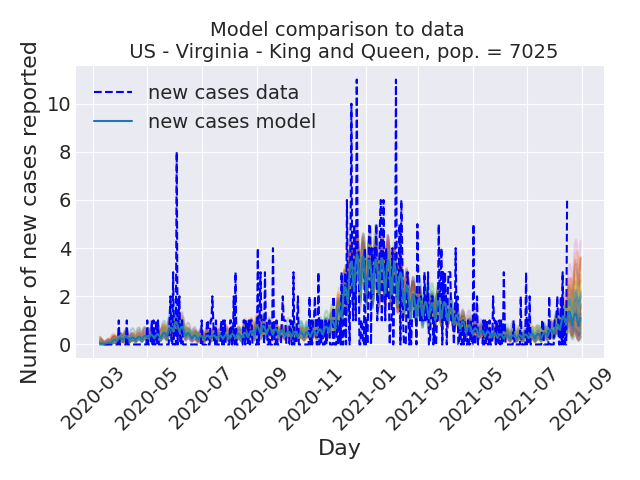 Model comparison to data
US - Virginia - King and Queen, pop. = 7025
Number of new cases reported
new cases data
new cases model
10
8
6
4
2
0
2020-03
2020-05
2020-07
2020-09
2020-11
2021-01
2021-03
2021-05
2021-07
2021-09
Day